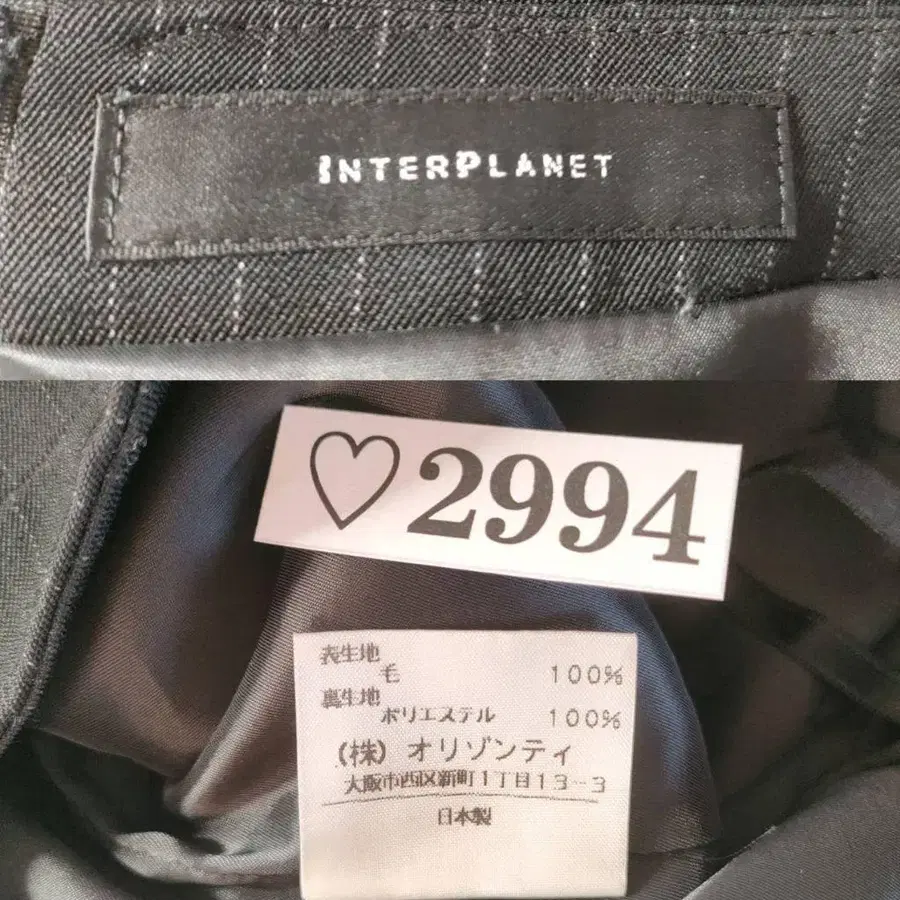 INTERPLANET
♡2994
表生地
毛 100%
裏生地
ポリエステル 100%
(株) オリゾンティ
大阪市西区新町1丁目13-3
日本製